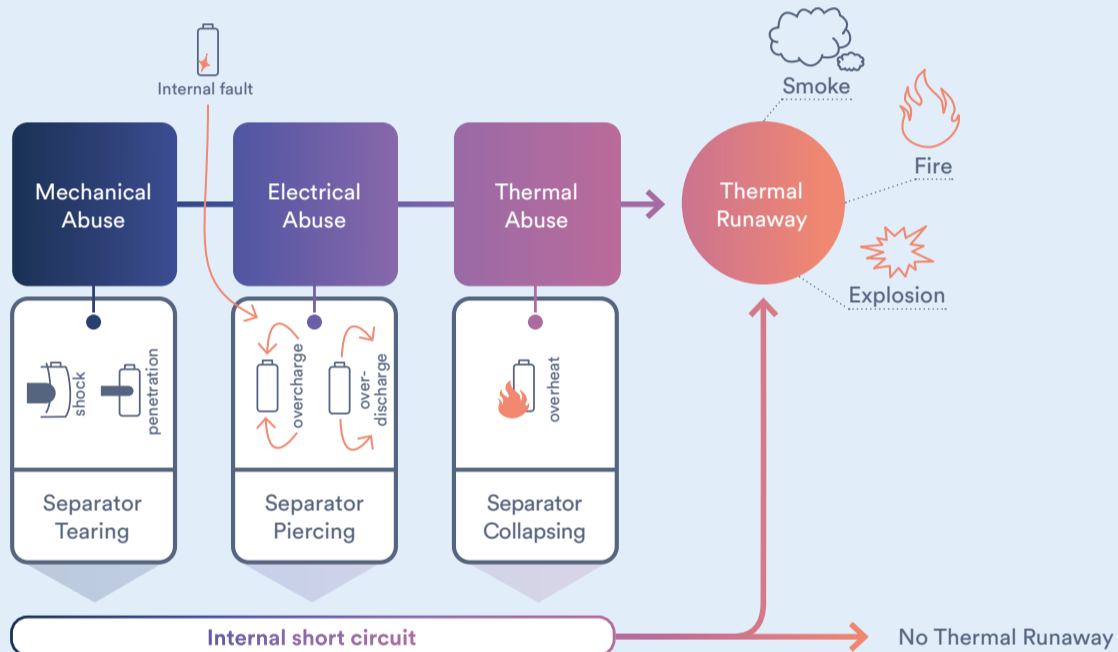 Internal fault
Smoke
Fire
Explosion
Mechanical
Abuse
Electrical
Abuse
Thermal
Abuse
Thermal
Runaway
shock
penetration
overcharge
over-
discharge
overheat
Separator
Tearing
Separator
Piercing
Separator
Collapsing
Internal short circuit
No Thermal Runaway